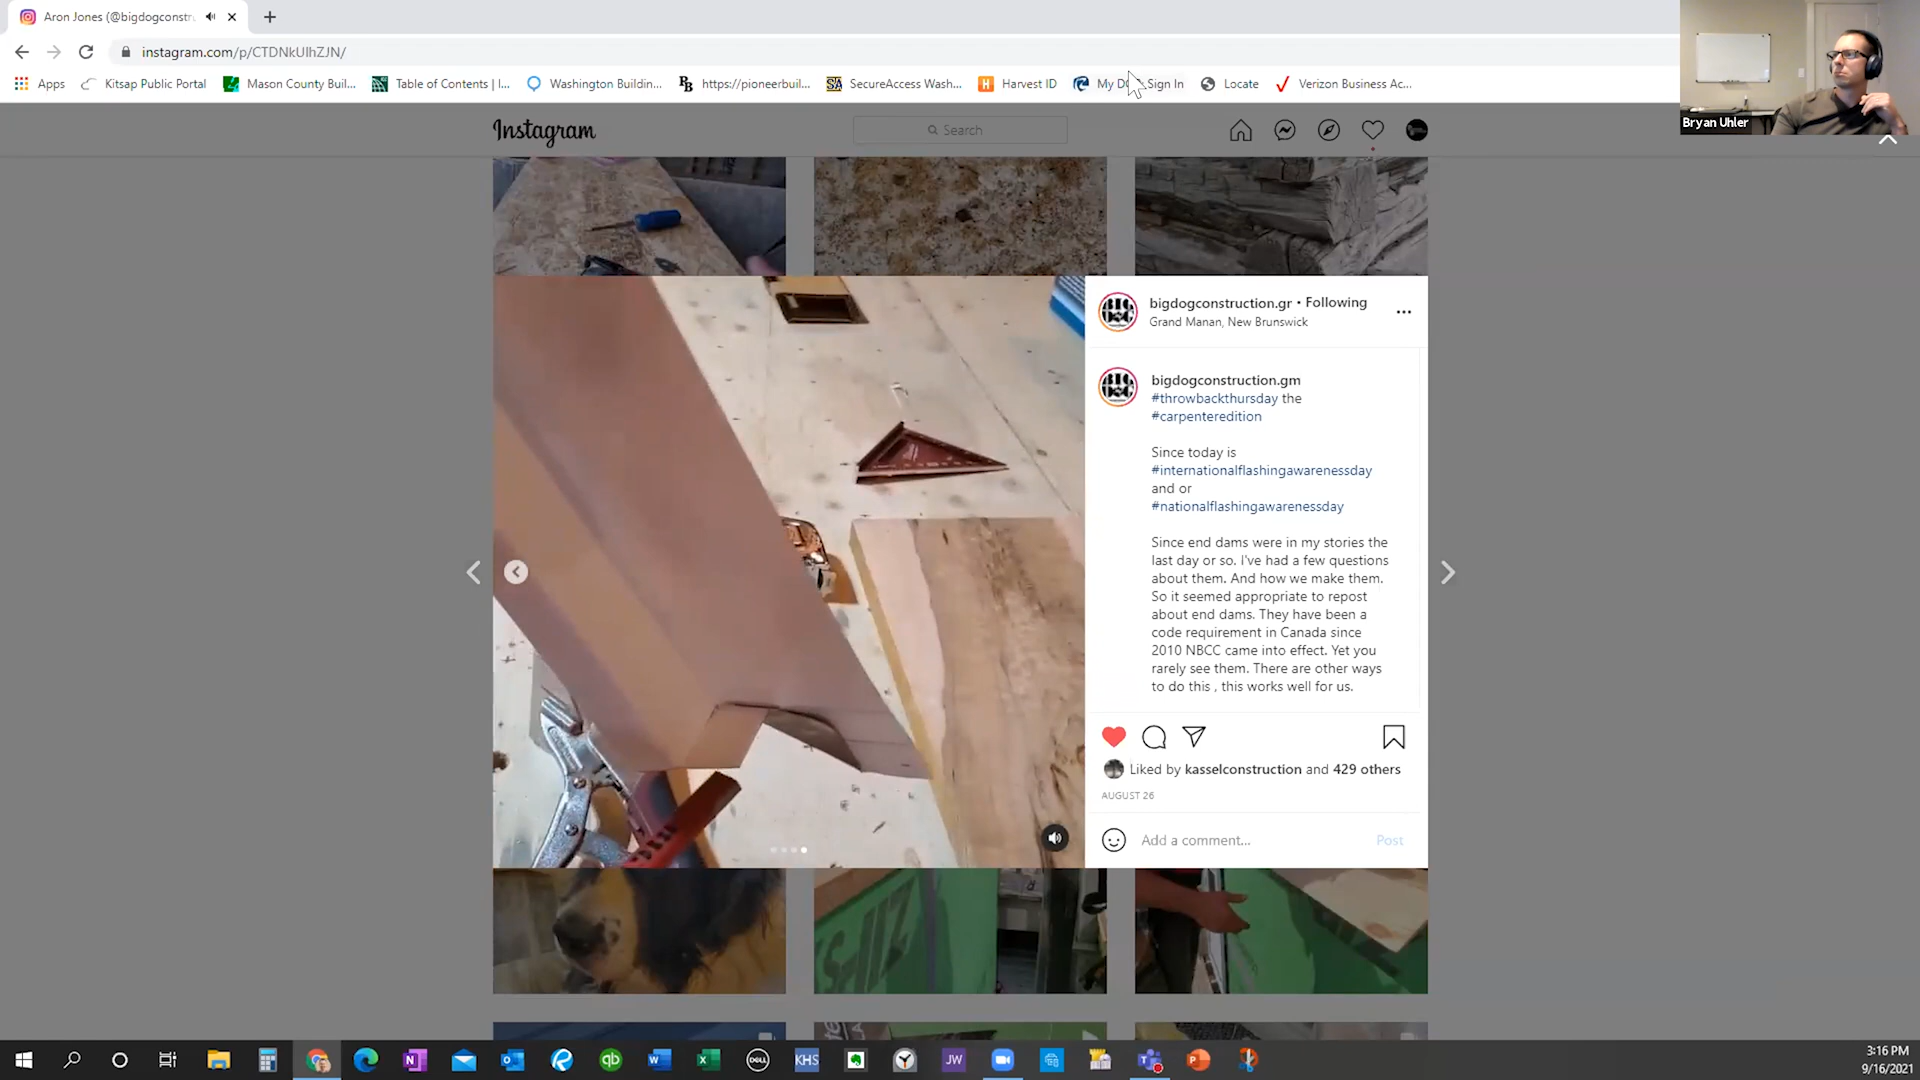 Aron Jones (@bigdogconstr
instagram.com/p/CTDNkUlhZJN/
Apps
Kitsap Public Portal
Mason County Buil...
Table of Contents | I...
Washington Building...
https://pioneerbuil...
SecureAccess Wash...
Harvest ID
My D Sign In
Locate
Verizon Business Ac...
Bryan Uhler
Instagram
Search
bigdogconstruction.gr • Following
Grand Manan, New Brunswick
bigdogconstruction.gm
#throwbackthursday the
#carpenteredition
Since today is
#internationalflashingawarenessday
and or
#nationalflashingawarenessday
Since end dams were in my stories the
last day or so. i've had a few questions
about them. And how we make them.
So it seemed appropriate to repost
about end dams. They have been a
code requirement in Canada since
2010 NBCC came into effect. Yet you
rarely see them. There are other ways
to do this , this works well for us.
Liked by kasselconstruction and 429 others
AUGUST 26
Add a comment...
Post
DELL
KHS
JW
3:16 PM
9/16/2021